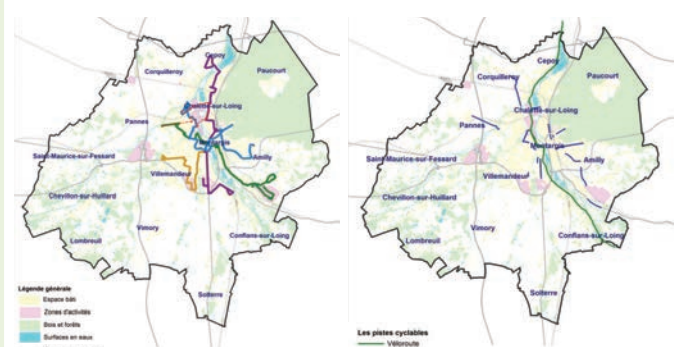 Cepoy
Corquilleroy
Paucourt
Châlette-sur-Loing
Pannes
Montargis
Saint-Maurice-sur-Fessard
Amilly
Villemandeur
Chevillon-sur-Huillard
Vimory
Conflans-sur-Loing
Lombreuil
Solterre
Légende générale
Espace bâti
Zones d'activités
Bois et forêts
Surfaces en eaux
Cepoy
Corquilleroy
Paucourt
Châlette-sur-Loing
Pannes
Montargis
Saint-Maurice-sur-Fessard
Amilly
Villemandeur
Chevillon-sur-Huillard
Vimory
Conflans-sur-Loing
Lombreuil
Solterre
Les pistes cyclables
Véloroute